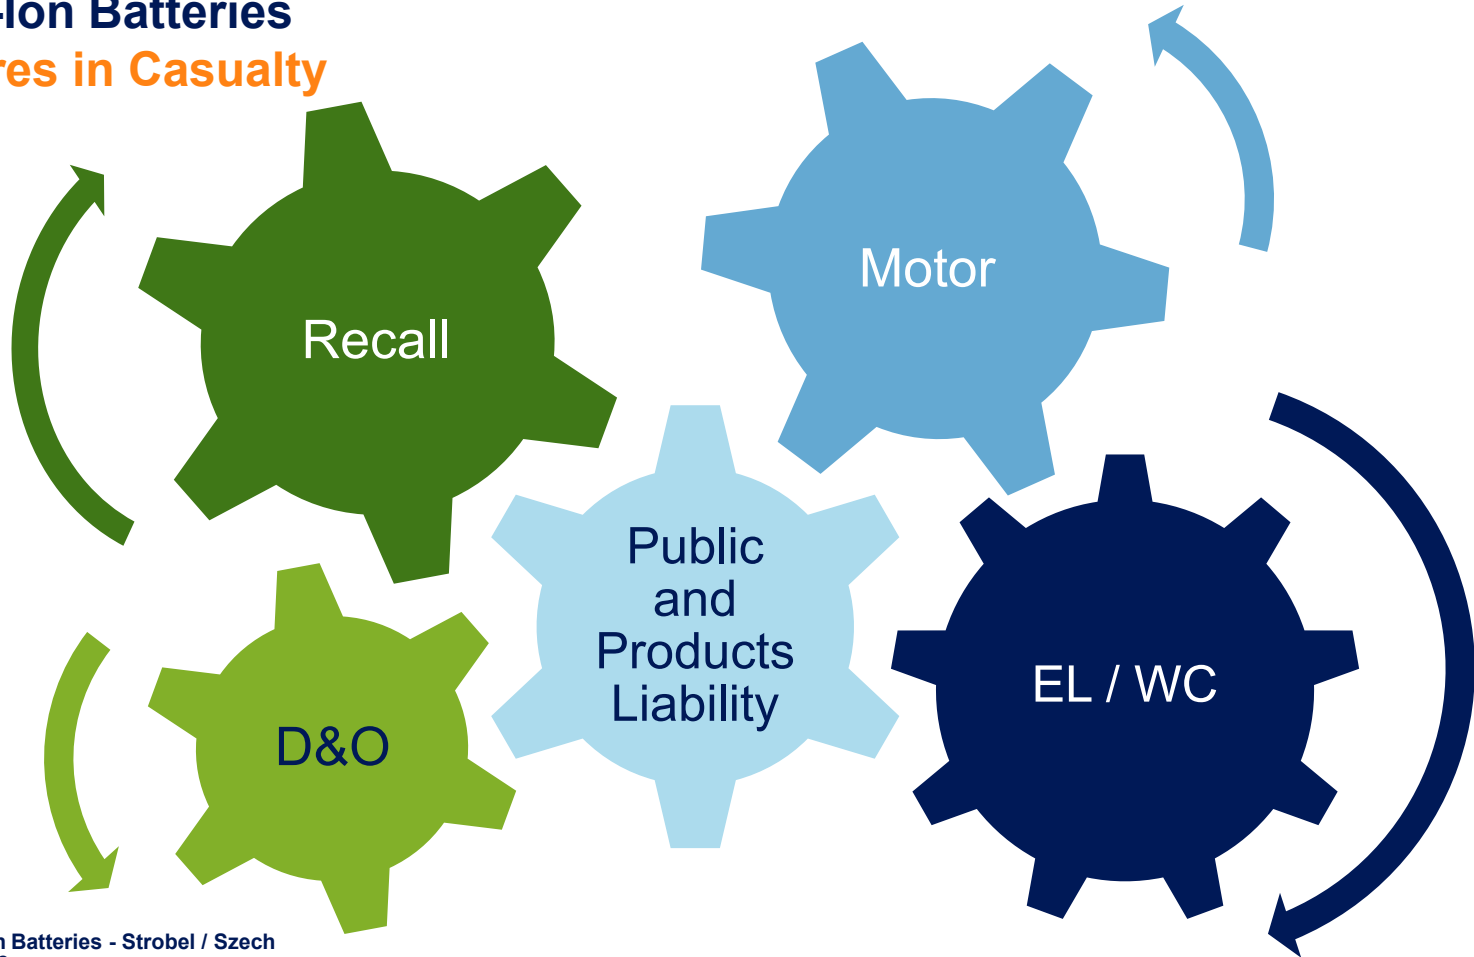 -Ion Batteries
res in Casualty
Motor
Recall
Public
and
Products
Liability
EL / WC
D&O
n Batteries - Strobel / Szech